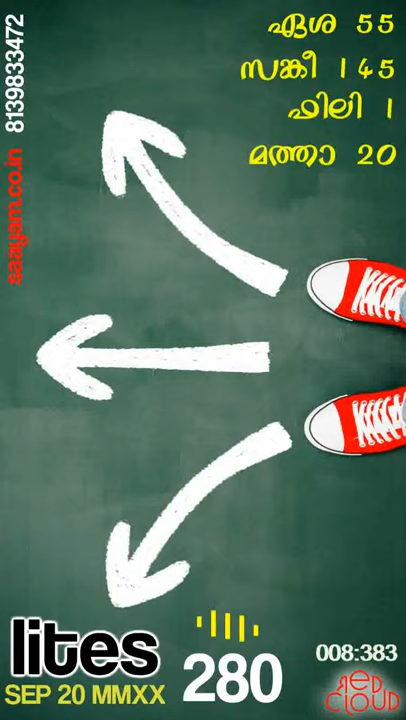 ഏശ 55
സങ്കീ 145
ഫിലി 1
മത്താ 20
8139833472
saayam.co.in
lites
SEP 20 MMXX
280
008:383
RED
CLOUD